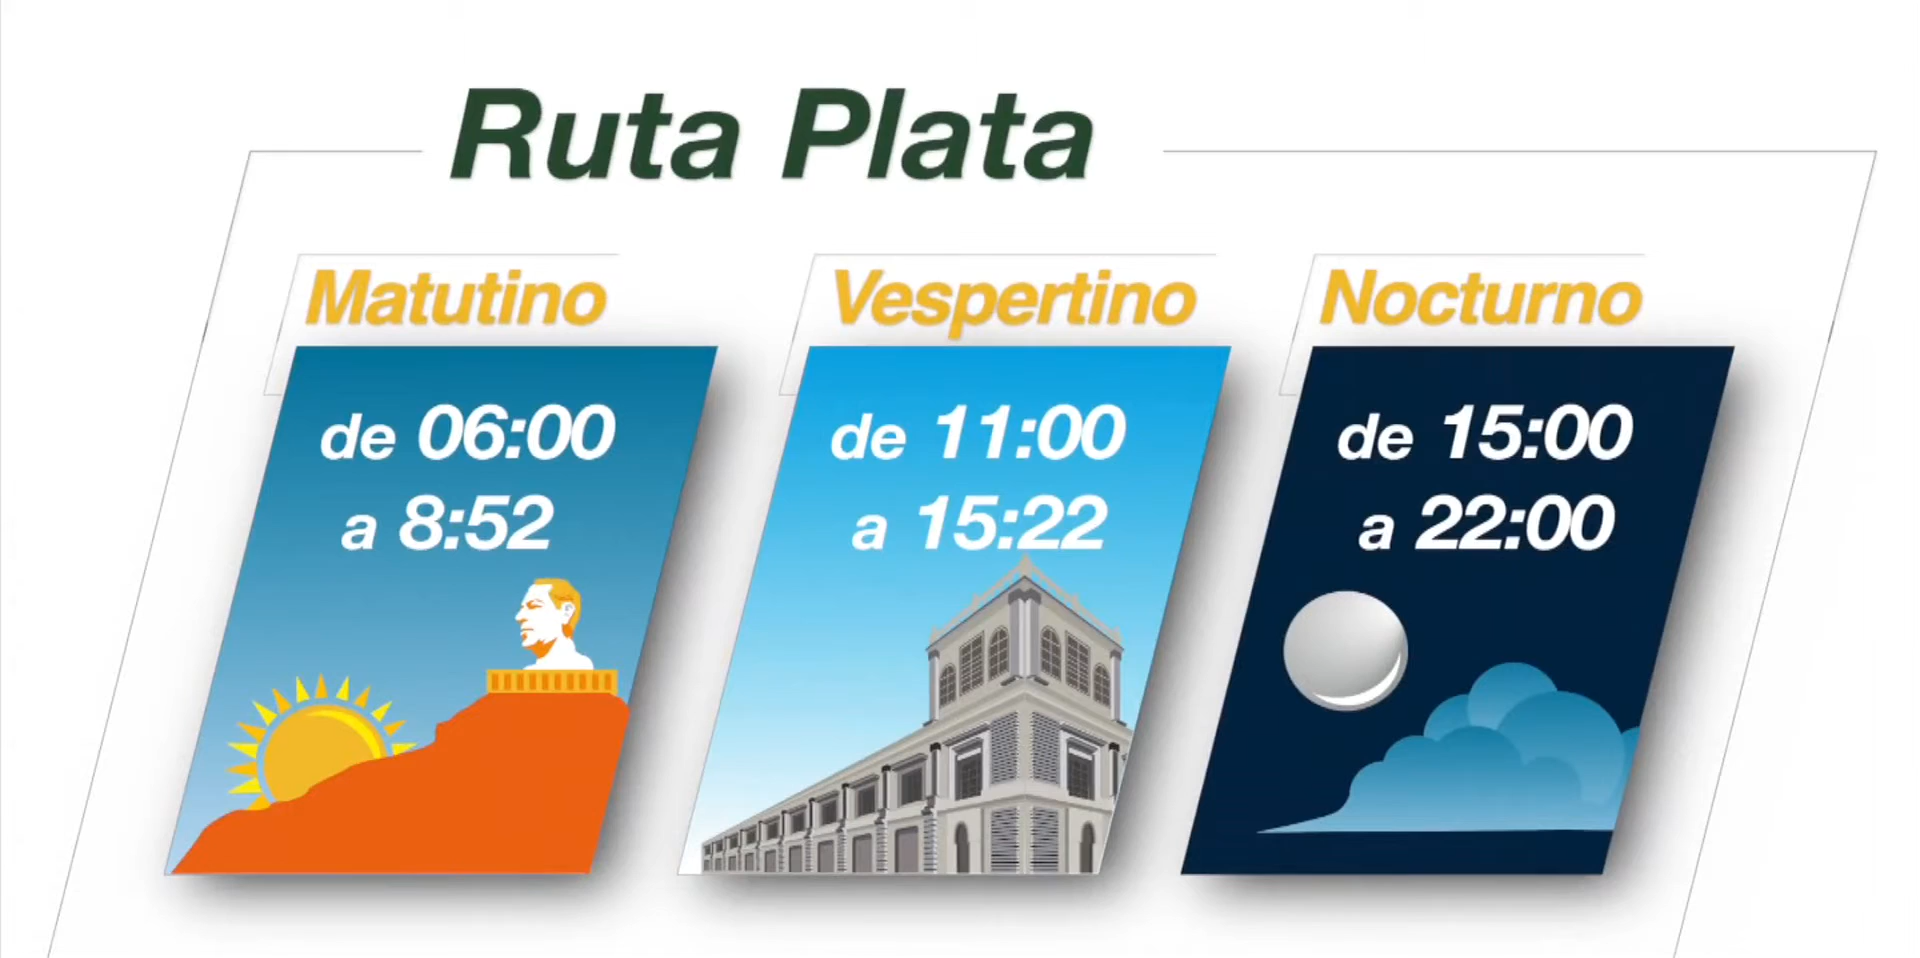 Ruta Plata
Matutino
de 06:00
a 8:52
Vespertino
de 11:00
a 15:22
Nocturno
de 15:00
a 22:00